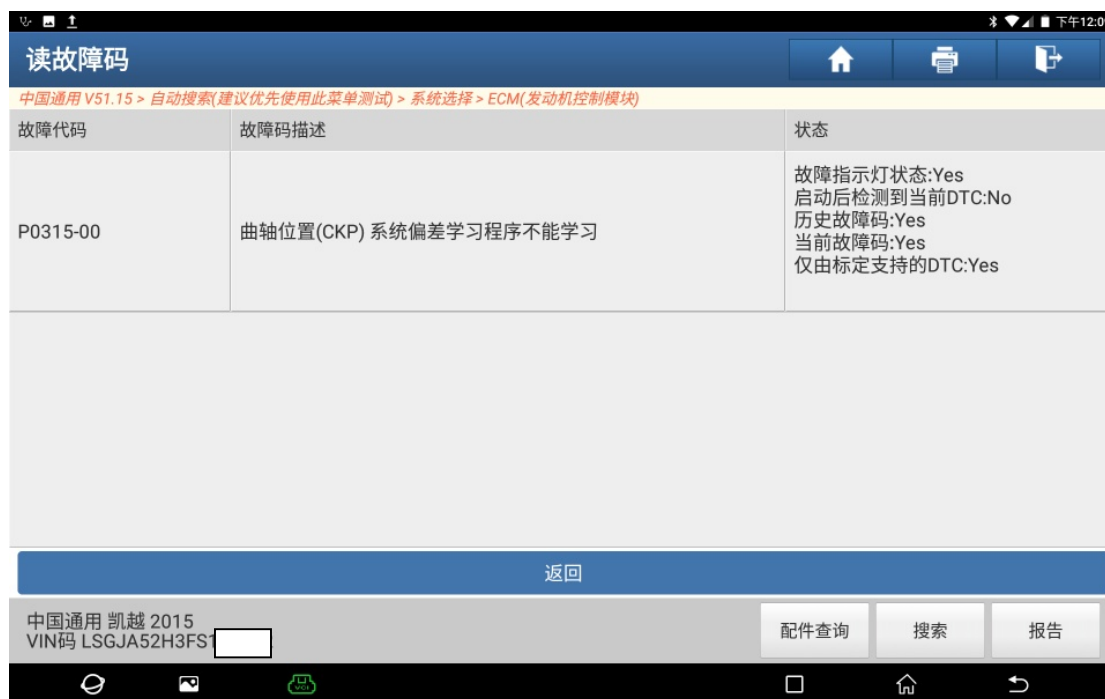 下午12:0
读故障码
中国通用 V51.15 > 自动搜索(建议优先使用此菜单测试) > 系统选择 > ECM(发动机控制模块)
故障代码 故障码描述 状态
P0315-00
曲轴位置(CKP) 系统偏差学习程序不能学习
故障指示灯状态:Yes
启动后检测到当前DTC:No
历史故障码:Yes
当前故障码:Yes
仅由标定支持的DTC:Yes
返回
中国通用 凯越 2015
VIN码 LSGJA52H3FS1
配件查询 搜索 报告
VCI